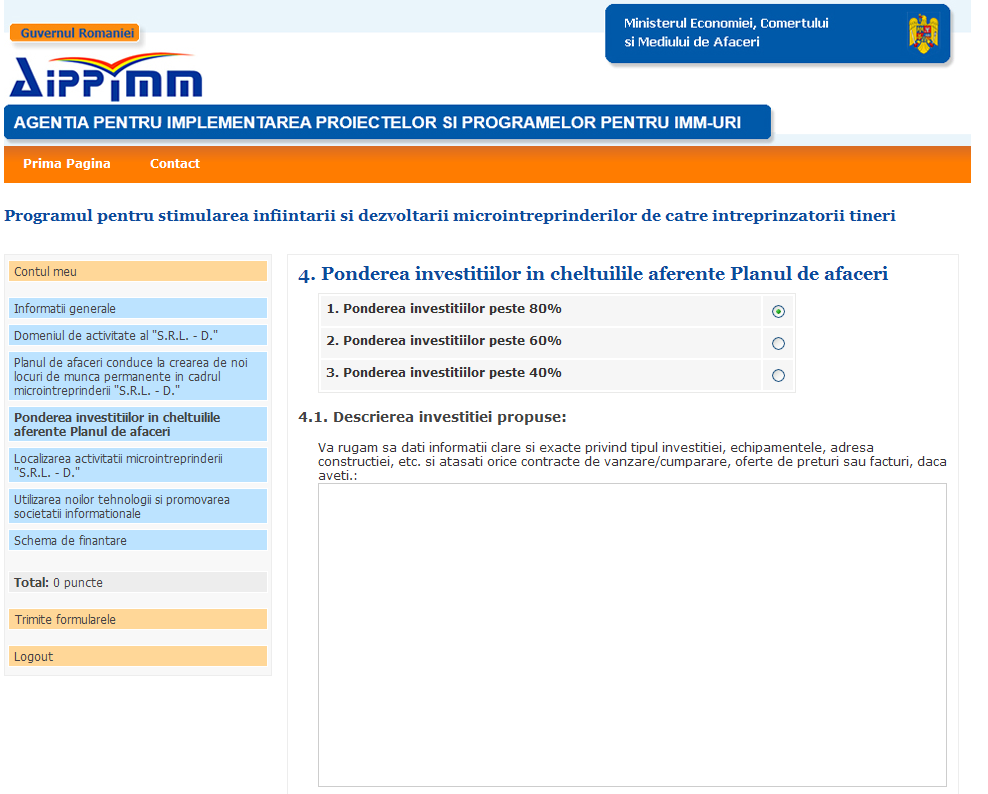 Guvernul Romaniei
Ministerul Economiei, Comertului
si Mediului de Afaceri
AiPPimm
AGENTIA PENTRU IMPLEMENTAREA PROIECTELOR SI PROGRAMELOR PENTRU IMM-URI
Prima Pagina Contact
Programul pentru stimularea infiintarii si dezvoltarii microintreprinderilor de catre intreprinzatorii tineri
Contul meu
Informatii generale
Domeniul de activitate al "S.R.L. - D."
Planul de afaceri conduce la crearea de noi
locuri de munca permanente in cadrul
microintreprinderii "S.R.L. - D."
Ponderea investitiilor in cheltuilile
aferente Planul de afaceri
Localizarea activitatii microintreprinderii
"S.R.L. - D."
Utilizarea noilor tehnologii si promovarea
societatii informationale
Schema de finantare
Total: 0 puncte
Trimite formularele
Logout
4. Ponderea investitiilor in cheltuilile aferente Planul de afaceri
1. Ponderea investitiilor peste 80%
2. Ponderea investitiilor peste 60%
3. Ponderea investitiilor peste 40%
4.1. Descrierea investitiei propuse:
Va rugam sa dati informatii clare si exacte privind tipul investitiei, echipamentele, adresa
constructiei, etc. si atasati orice contracte de vanzare/cumparare, oferte de preturi sau facturi, daca
aveti.: